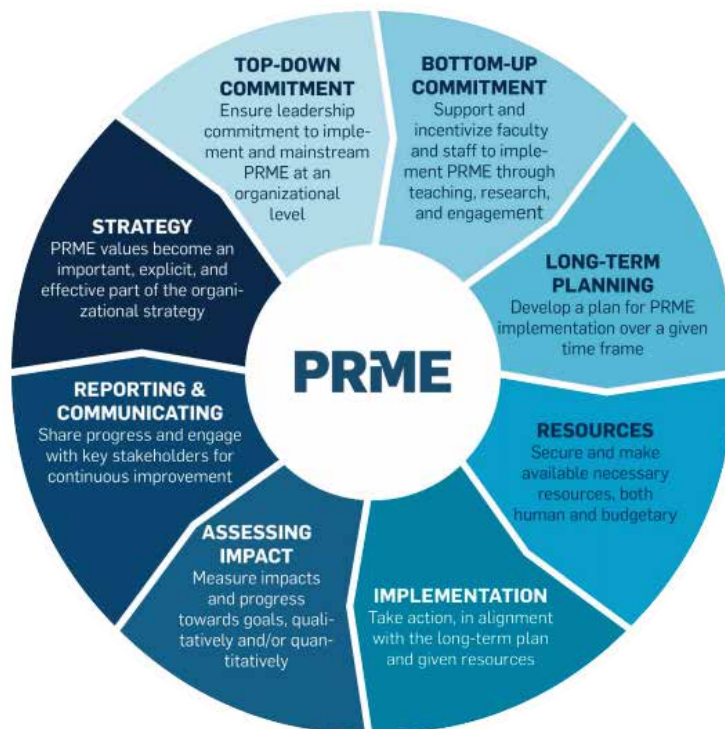 TOP-DOWN
COMMITMENT
Ensure leadership
commitment to imple-
ment and mainstream
PRME at an
organizational
level
BOTTOM-UP
COMMITMENT
Support and
incentivize faculty
and staff to imple-
ment PRME through
teaching, research,
and engagement
LONG-TERM
PLANNING
Develop a plan for PRME
implementation over a given
time frame
RESOURCES
Secure and make
available necessary
resources, both
human and budgetary
IMPLEMENTATION
Take action, in alignment
with the long-term plan
and given resources
ASSESSING
IMPACT
Measure impacts
and progress
towards goals, quali-
tatively and/or quan-
titatively
REPORTING &
COMMUNICATING
Share progress and engage
with key stakeholders for
continuous improvement
STRATEGY
PRME values become an
important, explicit, and
effective part of the organi-
zational strategy
PRME